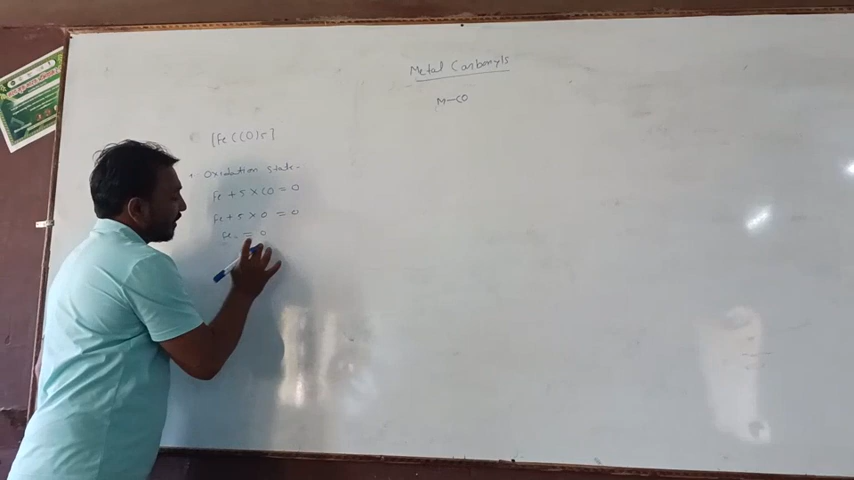 Metal Carbonyls
M-CO
[Fe(CO)5]
• Oxidation state-
Fe + 5 × CO = 0
Fe + 5 × 0 = 0
Fe = 0